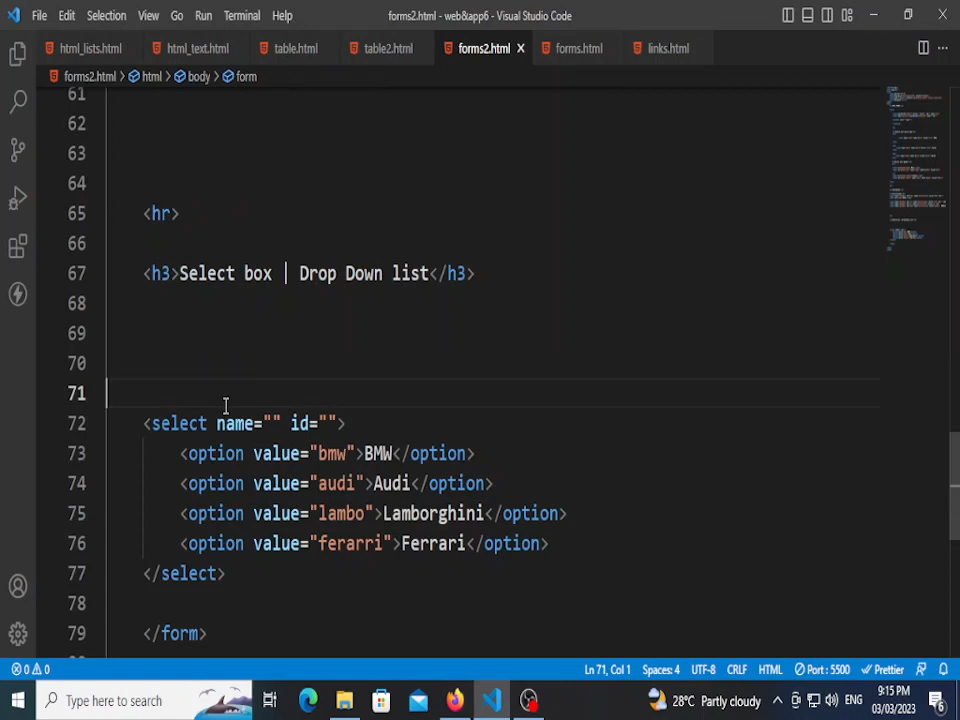 File Edit Selection View Go Run Terminal Help forms2.html - web&app6 - Visual Studio Code
html_lists.html html_text.html table.html table2.html forms2.html forms.html links.html
forms2.html > html > body > form
61
62
63
64
65 <hr>
66
67 <h3>Select box | Drop Down list</h3>
68
69
70
71
72 <select name="" id="">
73 <option value="bmw">BMW</option>
74 <option value="audi">Audi</option>
75 <option value="lambo">Lamborghini</option>
76 <option value="ferarri">Ferrari</option>
77 </select>
78
79 </form>
0 0 Ln 71, Col 1 Spaces: 4 UTF-8 CRLF HTML Port : 5500 Prettier
Type here to search 28°C Partly cloudy ENG 9:15 PM 03/03/2023 6